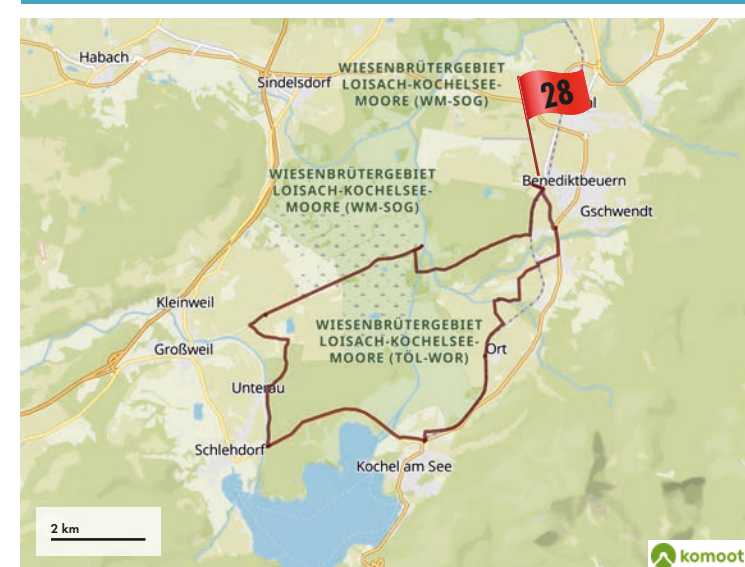 Habach
Sindelsdorf
WIESENBRÜTERGEBIET
LOISACH-KOCHELSEE-
MOORE (WM-SOG)
28
Benediktbeuern
Gschwendt
WIESENBRÜTERGEBIET
LOISACH-KOCHELSEE-
MOORE (WM-SOG)
Kleinweil
Großweil
WIESENBRÜTERGEBIET
LOISACH-KOCHELSEE-
MOORE (TÖL-WOR)
Ort
Unterau
Schlehdorf
Kochel am See
2 km
komoot